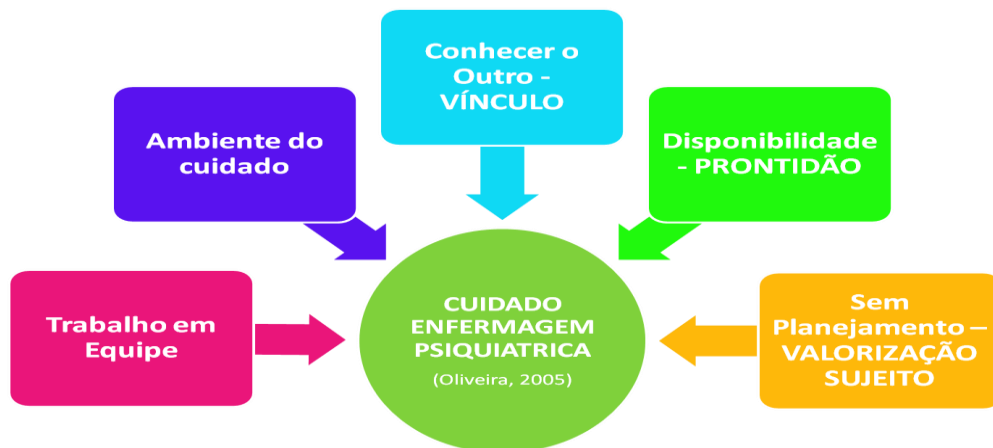 Conhecer o
Outro -
VÍNCULO
Ambiente do
cuidado
Disponibilidade
- PRONTIDÃO
Trabalho em
Equipe
CUIDADO
ENFERMAGEM
PSIQUIATRICA
(Oliveira, 2005)
Sem
Planejamento –
VALORIZAÇÃO
SUJEITO